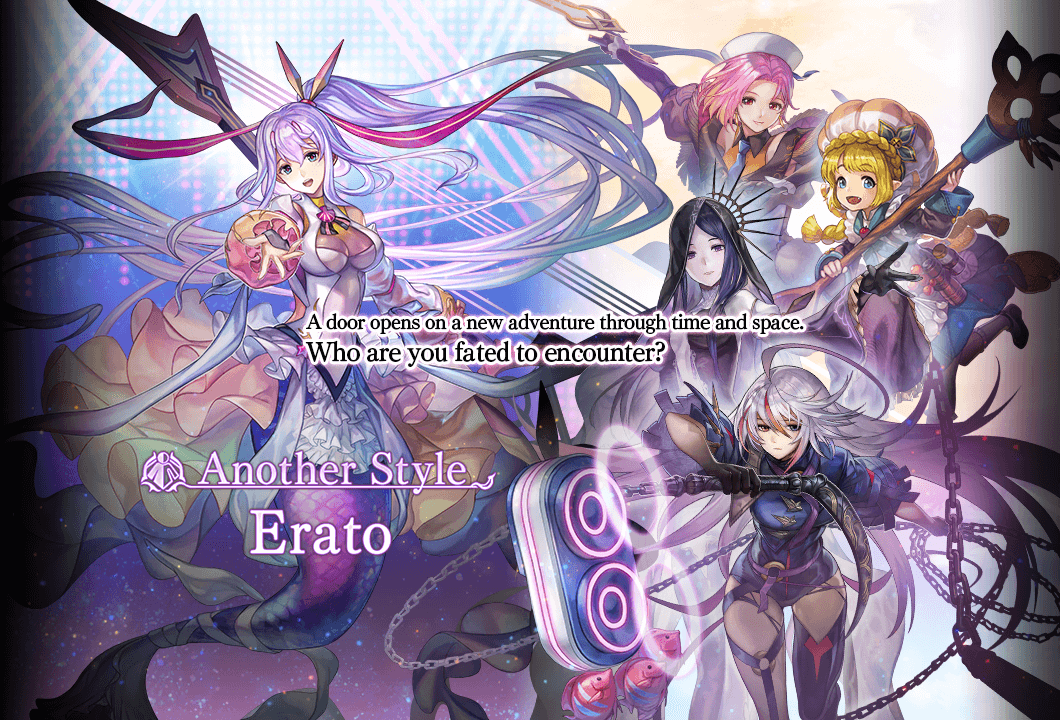 A door opens on a new adventure through time and space.
Who are you fated to encounter?
Another Style
Erato